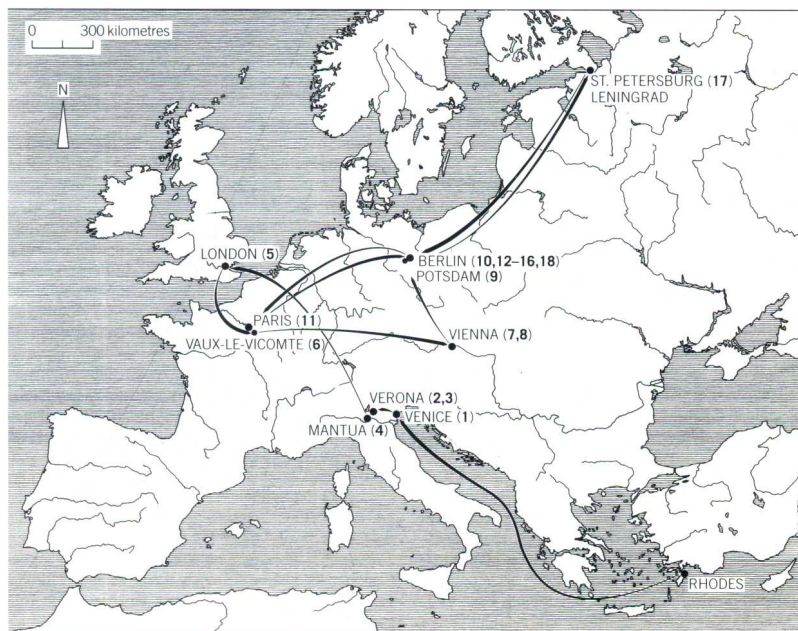 0 300 kilometres
N
ST. PETERSBURG (17)
LENINGRAD
LONDON (5)
BERLIN (10,12–16,18)
POTSDAM (9)
PARIS (11)
VAUX-LE-VICOMTE (6)
VIENNA (7,8)
VERONA (2,3)
VENICE (1)
MANTUA (4)
RHODES